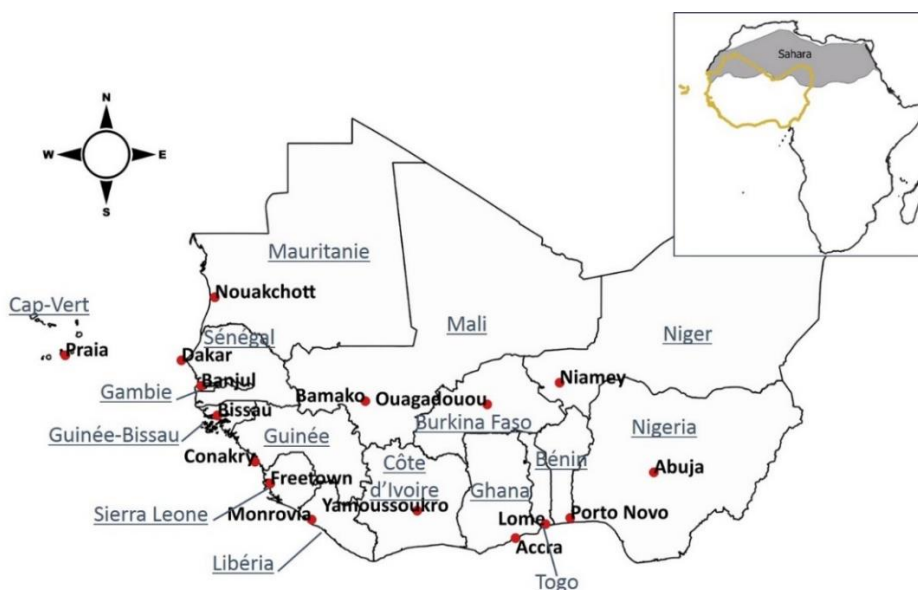 Sahara
N
W
E
S
Mauritanie
Nouakchott
Cap-Vert
Praia
Mali
Sénégal
Dakar
Niger
Banjul
Gambie
Niamey
Bamako
Ouagadouou
Bissau
Guinée-Bissau
Burkina Faso
Guinée
Nigeria
Conakry
Côte
d'Ivoire
Bénin
Abuja
Freetown
Ghana
Sierra Leone
Yamoussoukro
Monrovia
Lome
Porto Novo
Accra
Libéria
Togo